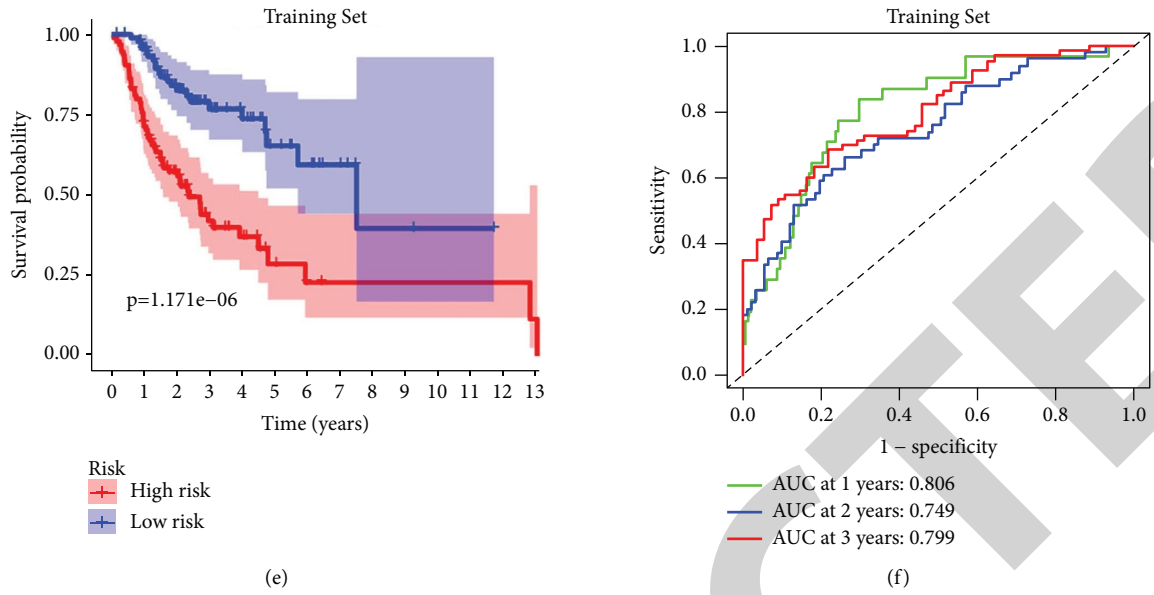 Training Set
1.00
0.75
0.50
0.25
0.00
Survival probability
p=1.171e−06
0 1 2 3 4 5 6 7 8 9 10 11 12 13
Time (years)
Risk
High risk
Low risk
(e)
Training Set
1.0
0.8
0.6
0.4
0.2
0.0
Sensitivity
0.0 0.2 0.4 0.6 0.8 1.0
1 − specificity
AUC at 1 years: 0.806
AUC at 2 years: 0.749
AUC at 3 years: 0.799
(f)
CTE